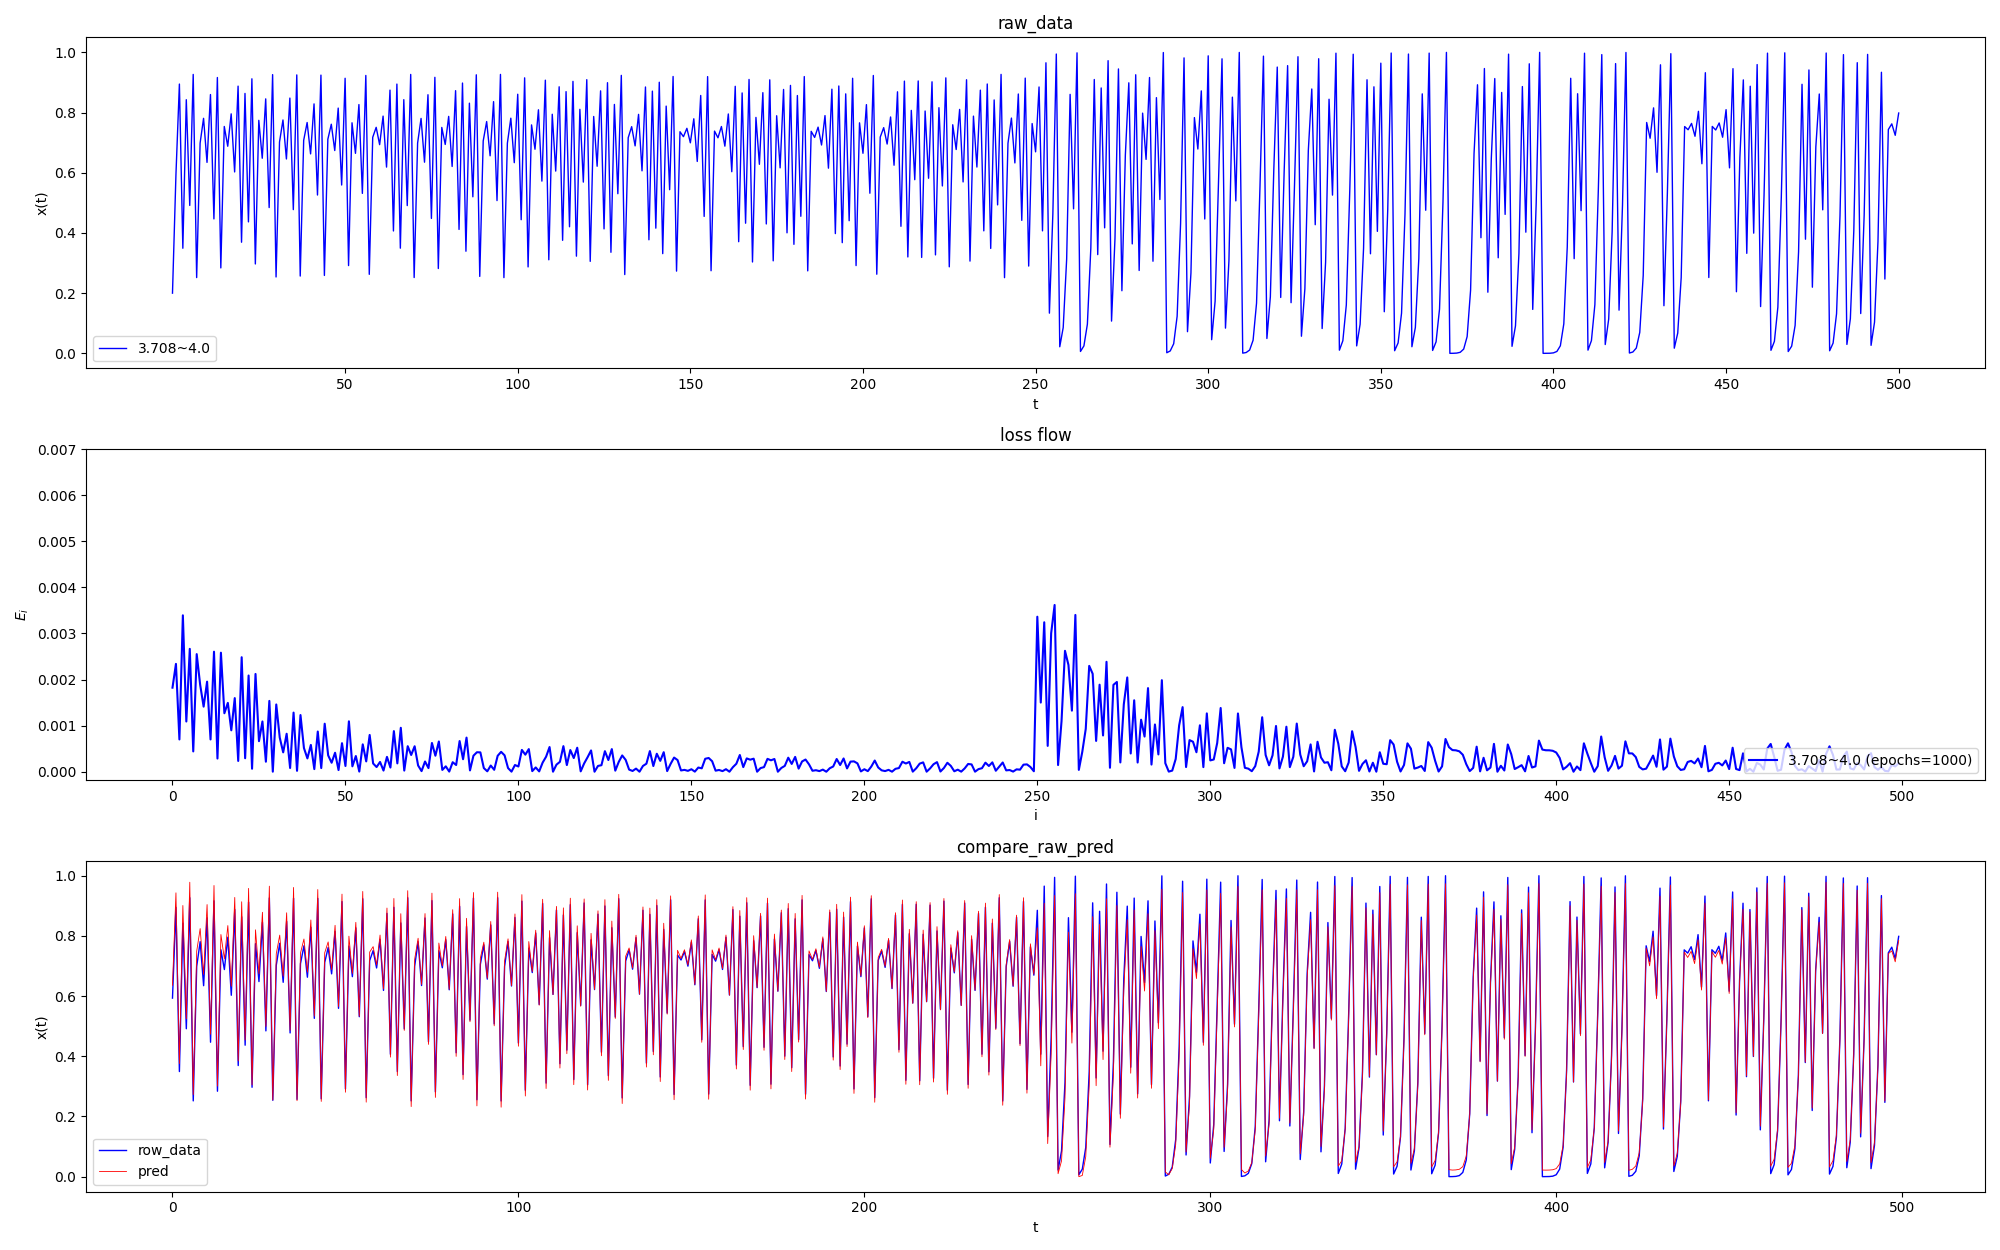 raw_data
1.0
0.8
0.6
0.4
0.2
0.0
x(t)
3.708~4.0
50 100 150 200 250 300 350 400 450 500
t
loss flow
0.007
0.006
0.005
0.004
0.003
0.002
0.001
0.000
E_i
3.708~4.0 (epochs=1000)
0 50 100 150 200 250 300 350 400 450 500
i
compare_raw_pred
1.0
0.8
0.6
0.4
0.2
0.0
x(t)
row_data
pred
0 100 200 300 400 500
t